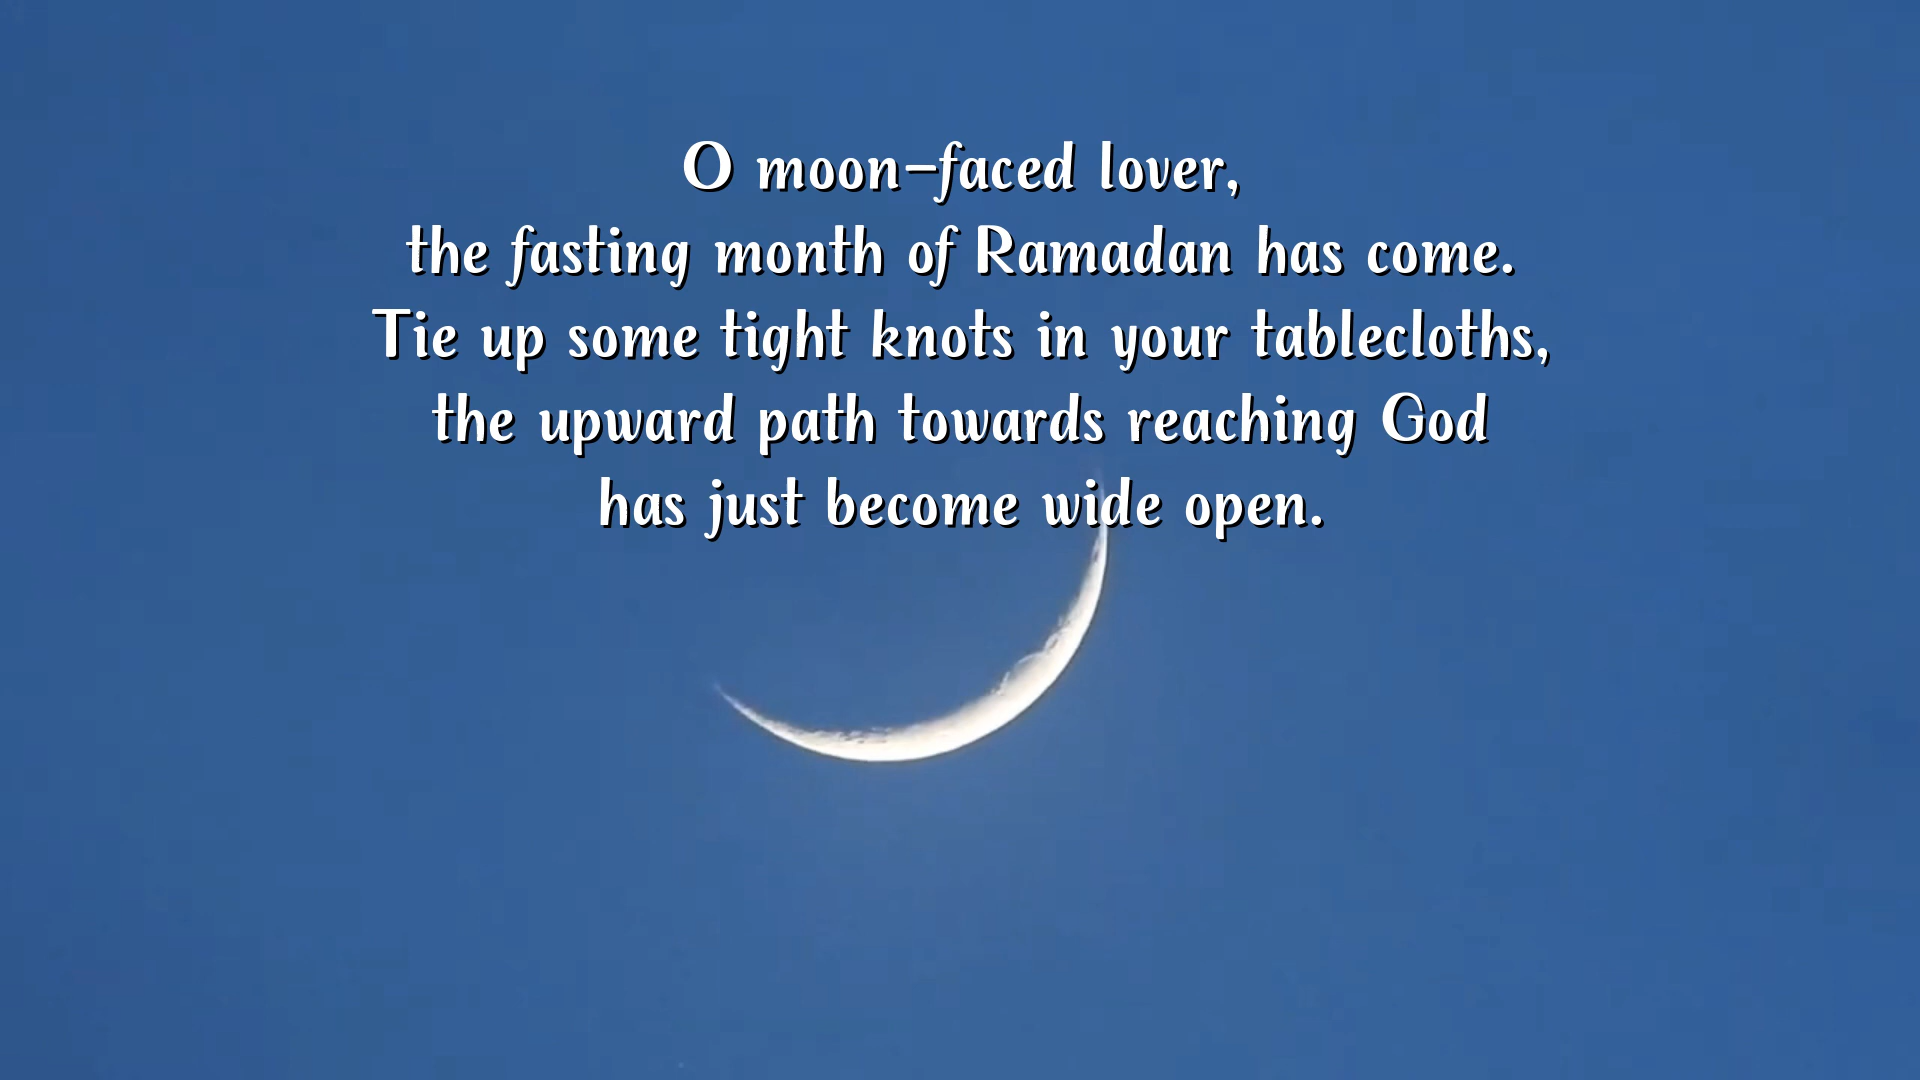 O moon-faced lover,
the fasting month of Ramadan has come.
Tie up some tight knots in your tablecloths,
the upward path towards reaching God
has just become wide open.